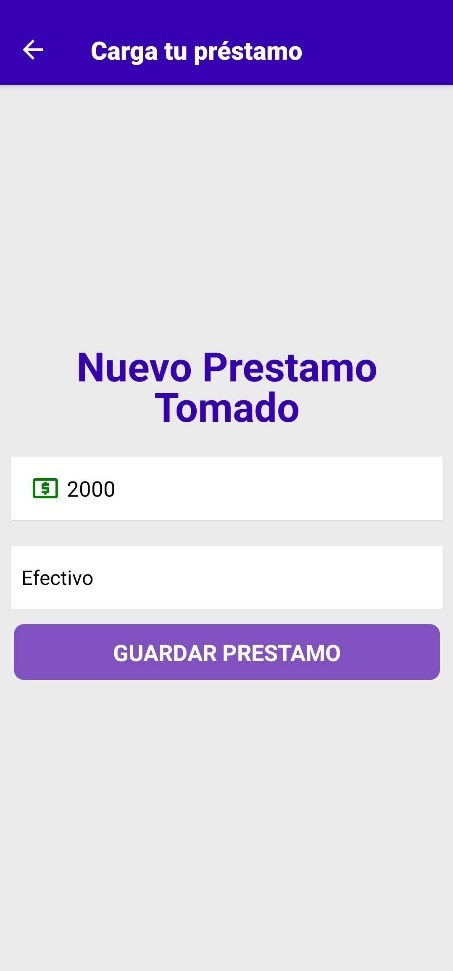 Carga tu préstamo
Nuevo Prestamo
Tomado
2000
Efectivo
GUARDAR PRESTAMO